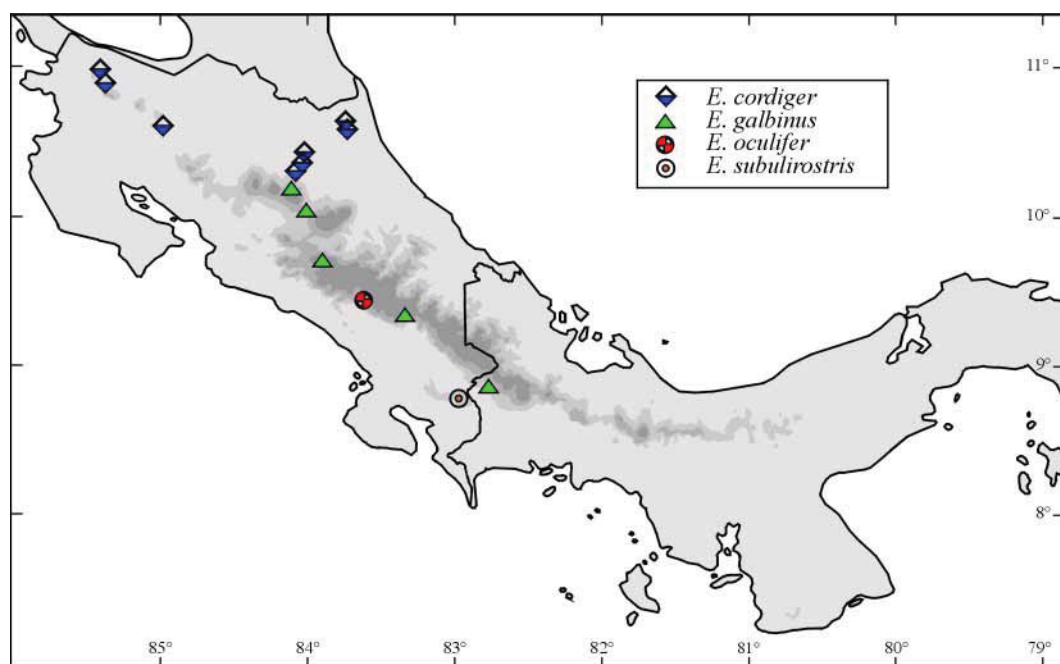 11°
E. cordiger
E. galbinus
E. oculifer
E. subulirostris
10°
9°
8°
85° 84° 83° 82° 81° 80° 79°